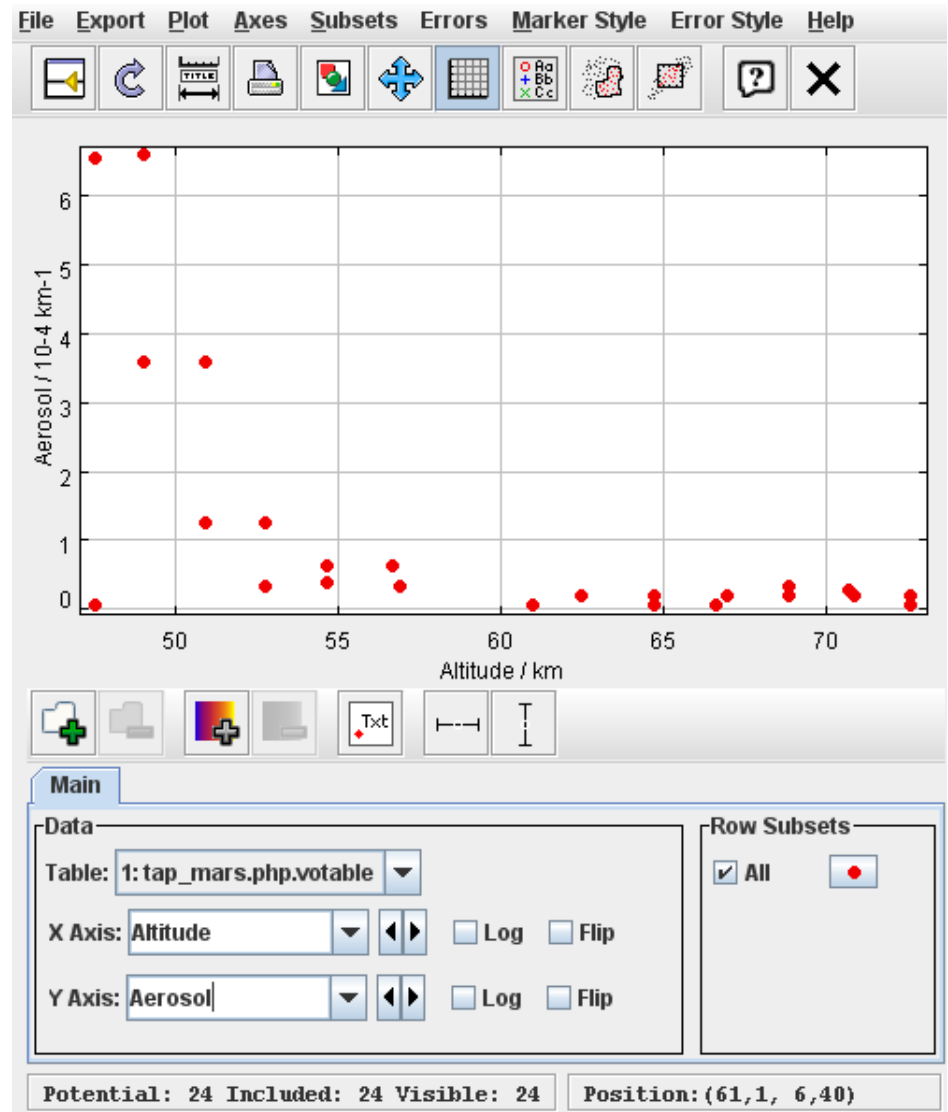 File Export Plot Axes Subsets Errors Marker Style Error Style Help
TITLE
Aa
Bb
Cc
?
6
5
4
3
2
1
0
Aerosol / 10-4 km-1
50 55 60 65 70
Altitude / km
Txt
Main
Data
Row Subsets
Table: 1: tap_mars.php.votable
All
X Axis: Altitude Log Flip
Y Axis: Aerosol Log Flip
Potential: 24 Included: 24 Visible: 24 Position:(61,1, 6,40)